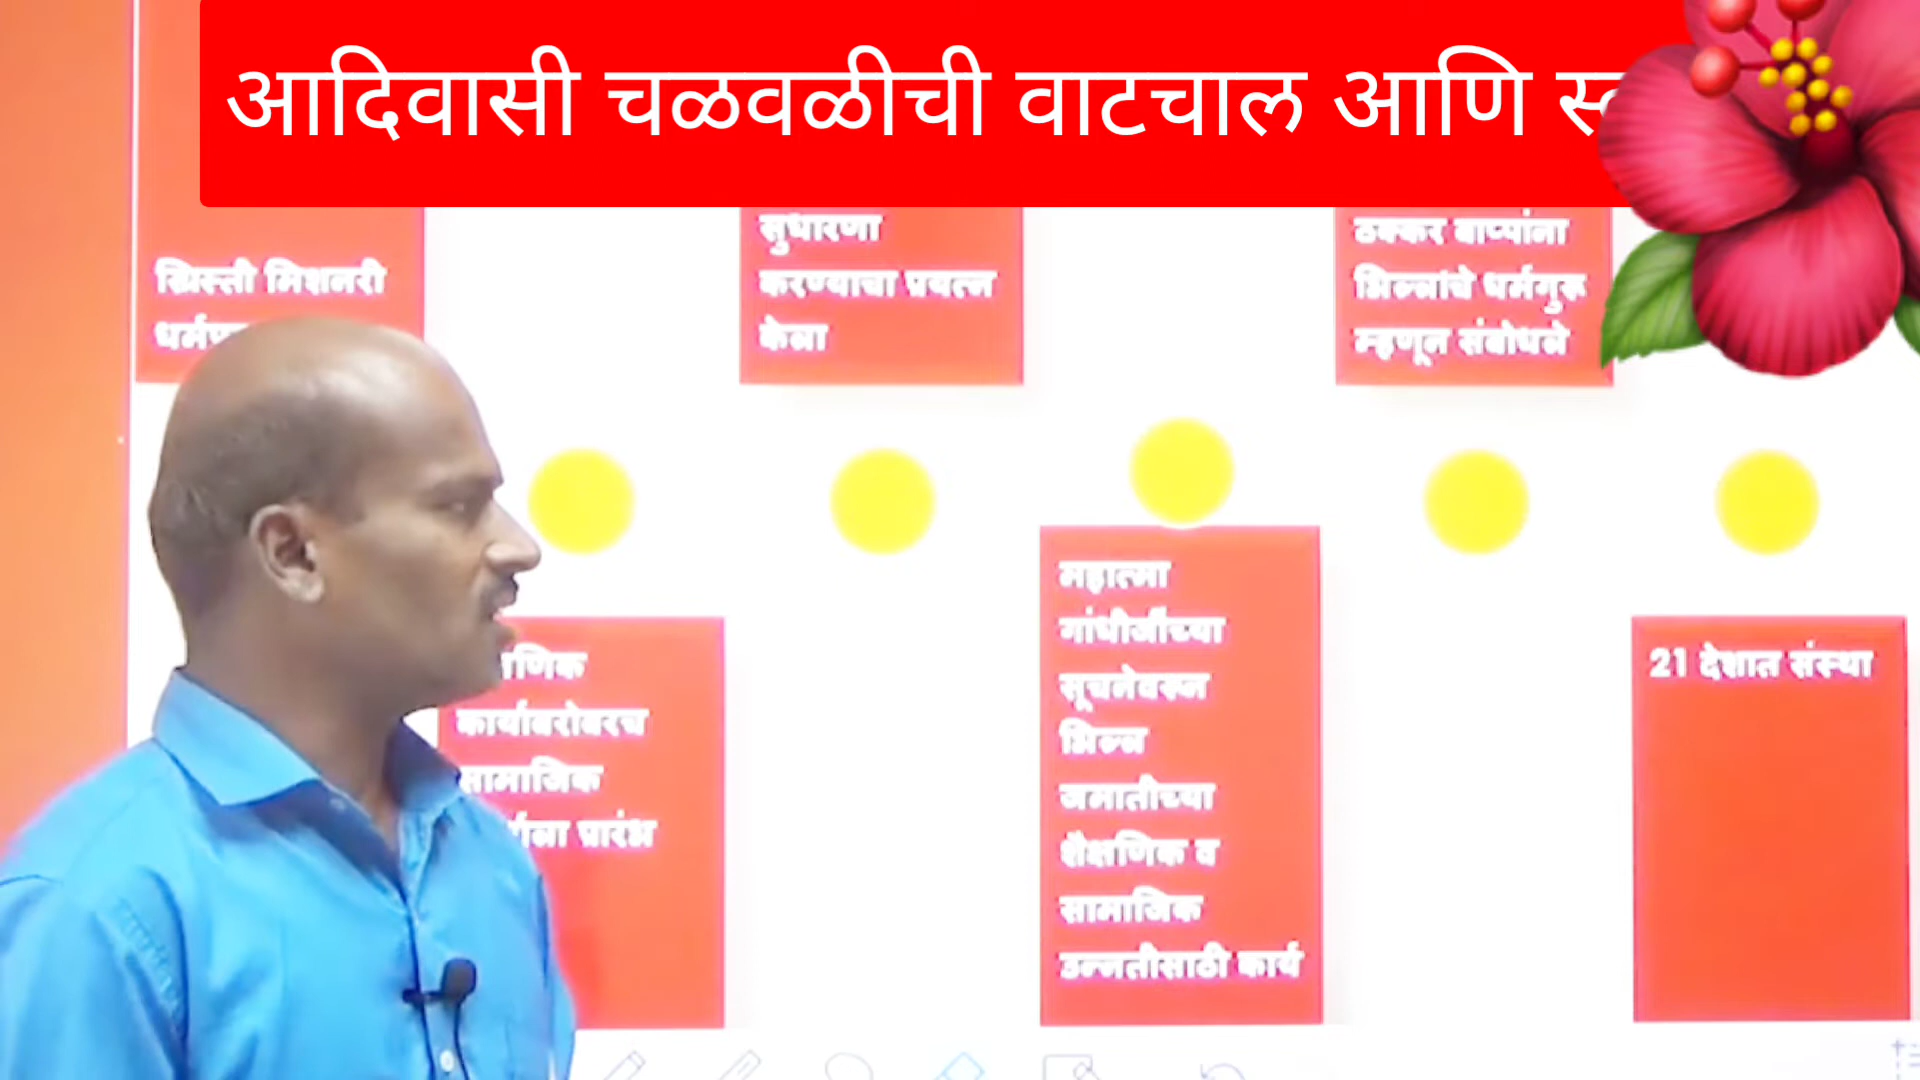 आदिवासी चळवळीची वाटचाल आणि
ख्रिस्ती मिशनरी
सुधारणा
करण्याचा प्रयत्न
केला
ठक्कर बाप्पांना
भिल्लांचे धर्मगुरू
म्हणून संबोधले
कार्याबरोबरच
सामाजिक
प्रारंभ
महात्मा
गांधीजींच्या
सूचनेवरून
भिल्ल
जमातीच्या
शैक्षणिक व
सामाजिक
उन्नतीसाठी कार्य
21 देशात संस्था